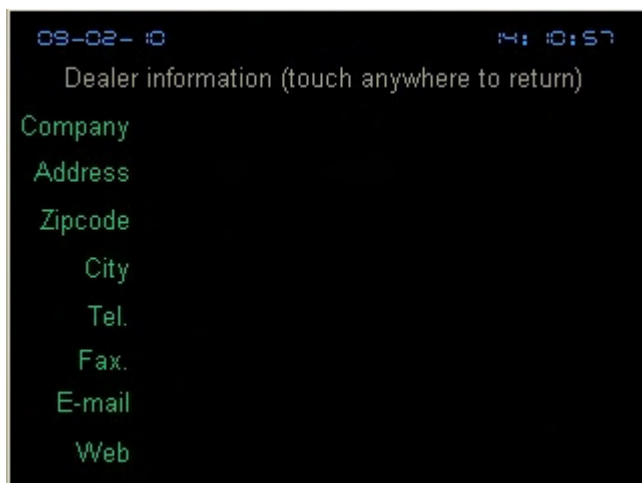 09-02-10 14:10:57
Dealer information (touch anywhere to return)
Company
Address
Zipcode
City
Tel.
Fax.
E-mail
Web